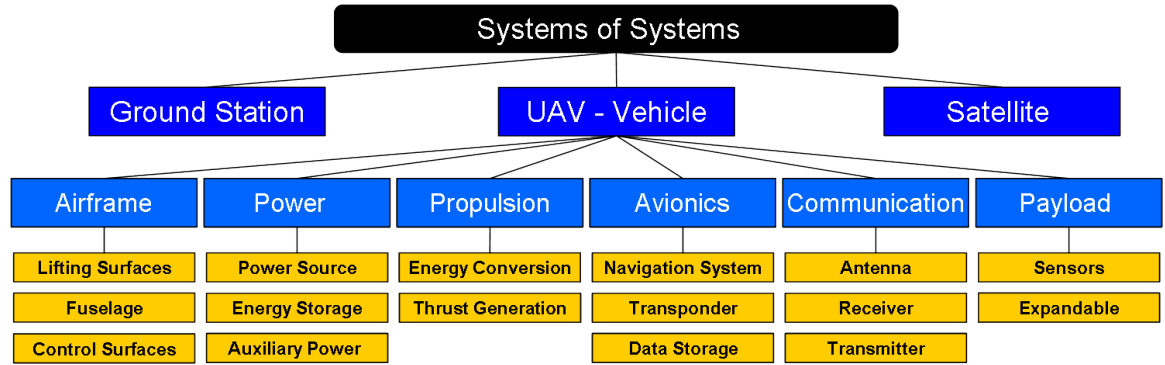 Systems of Systems
Ground Station
UAV - Vehicle
Satellite
Airframe
Power
Propulsion
Avionics
Communication
Payload
Lifting Surfaces
Power Source
Energy Conversion
Navigation System
Antenna
Sensors
Fuselage
Energy Storage
Thrust Generation
Transponder
Receiver
Expandable
Control Surfaces
Auxiliary Power
Data Storage
Transmitter